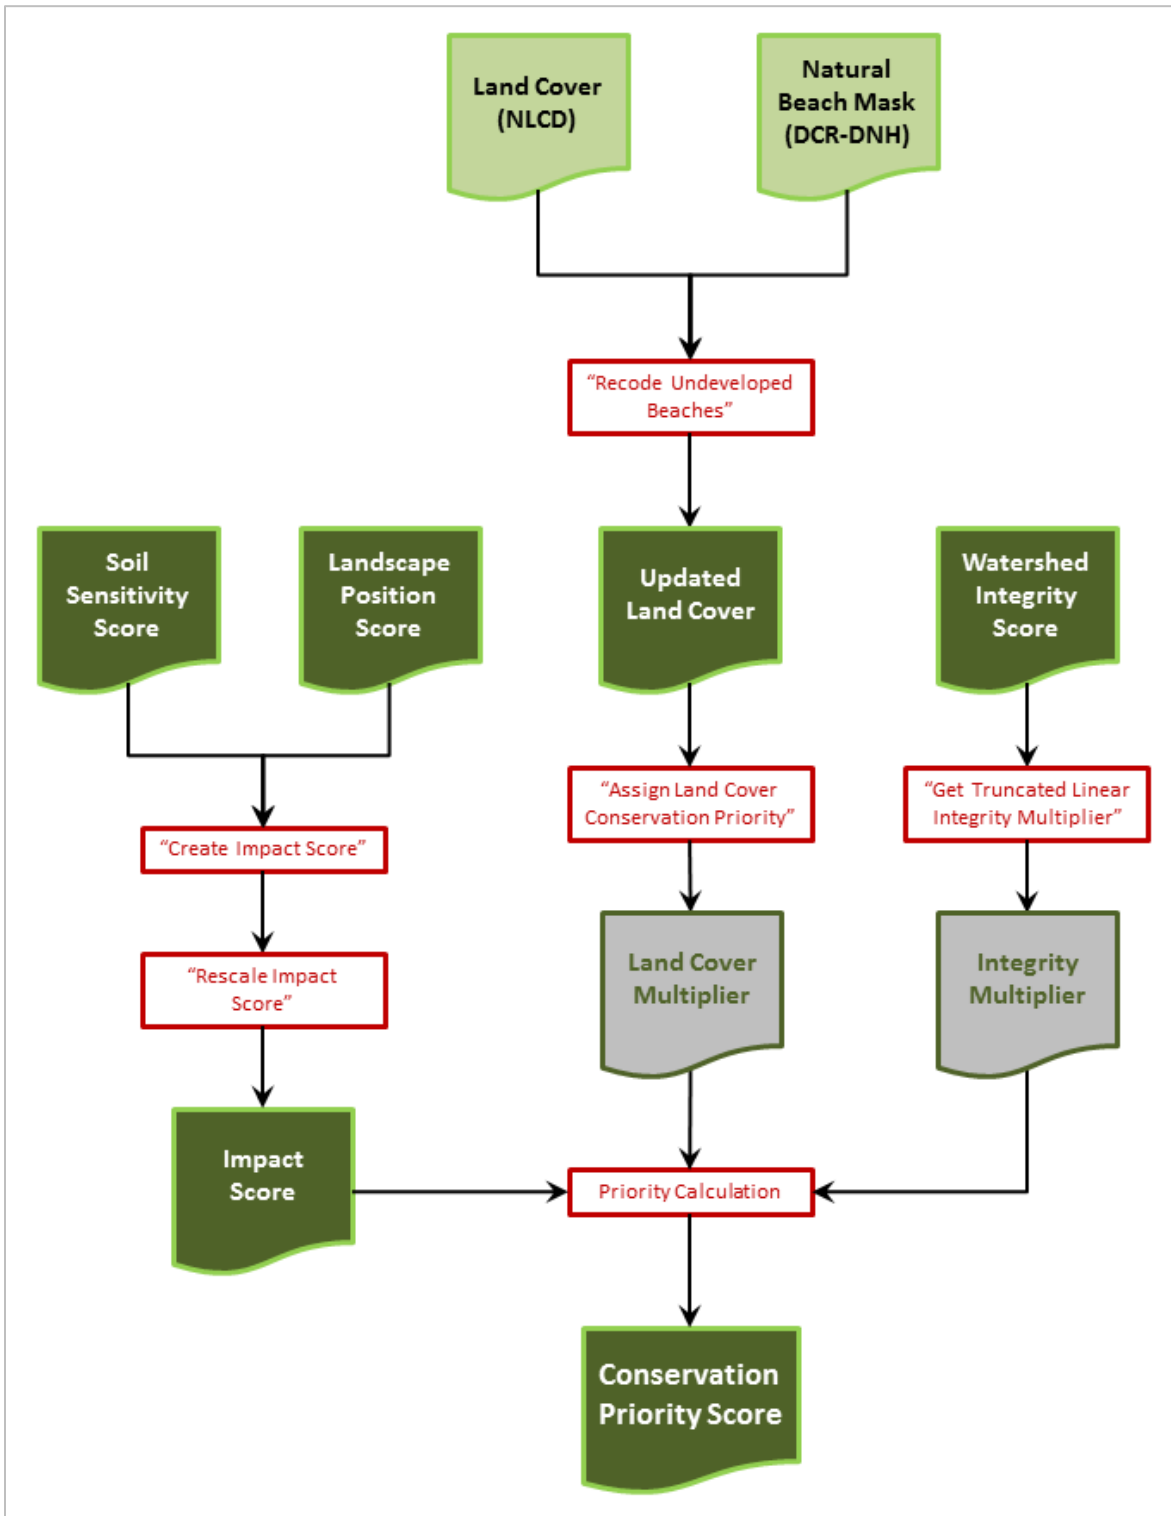 Land Cover
(NLCD)
Natural
Beach Mask
(DCR-DNH)
“Recode Undeveloped
Beaches”
Soil
Sensitivity
Score
Landscape
Position
Score
Updated
Land Cover
Watershed
Integrity
Score
“Assign Land Cover
Conservation Priority”
“Get Truncated Linear
Integrity Multiplier”
“Create Impact Score”
“Rescale Impact
Score”
Land Cover
Multiplier
Integrity
Multiplier
Impact
Score
Priority Calculation
Conservation
Priority Score